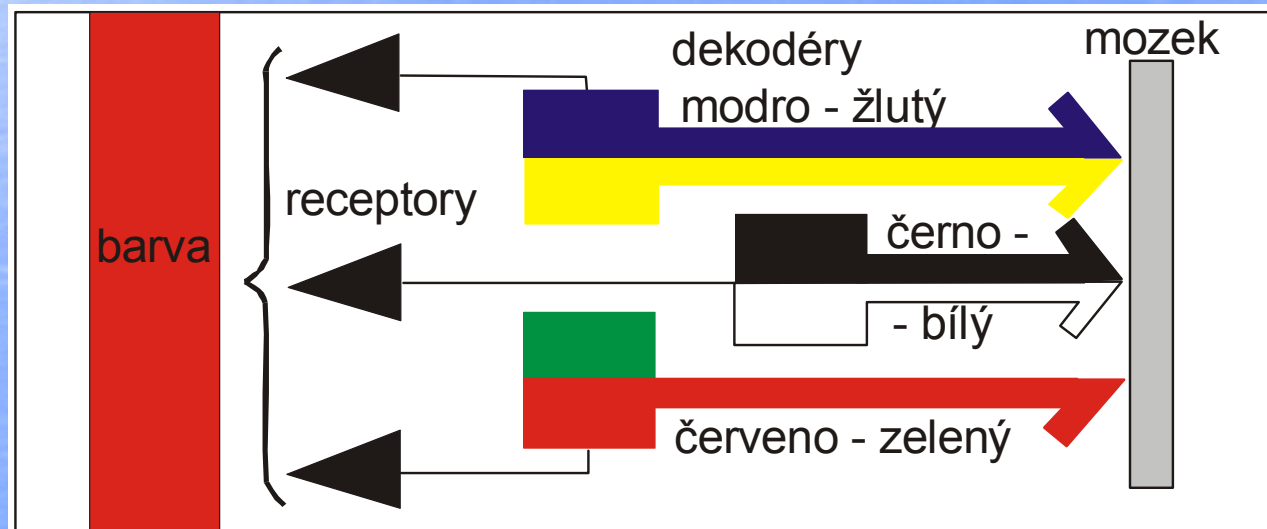 barva
receptory
dekodéry
modro - žlutý
černo -
- bílý
červeno - zelený
mozek